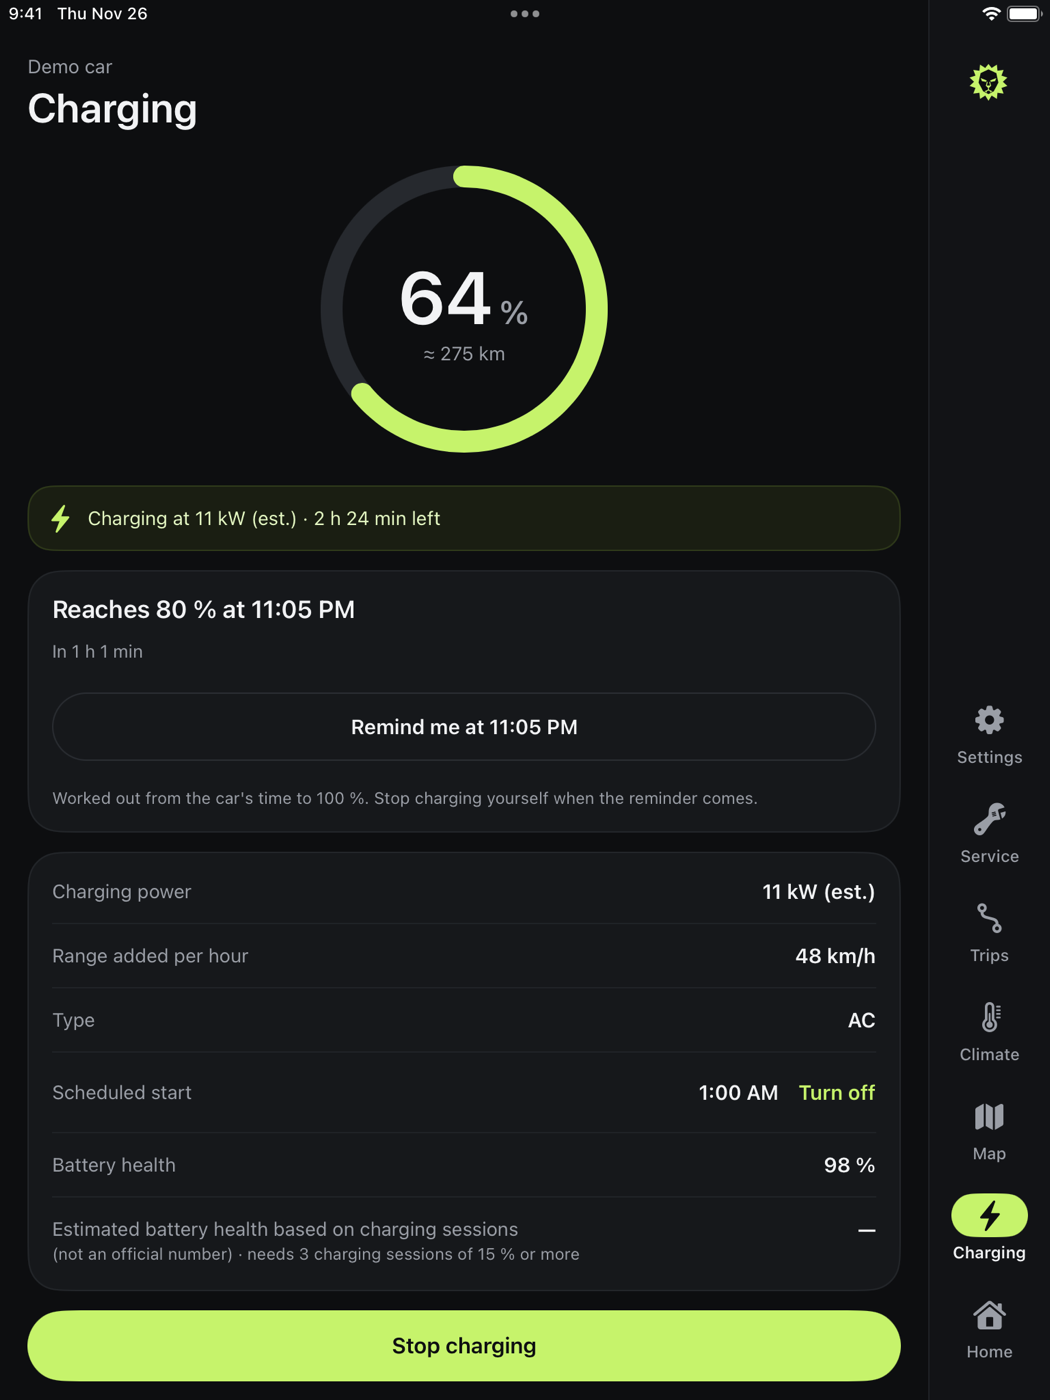 9:41 Thu Nov 26
Demo car
Charging
64 %
≈ 275 km
Charging at 11 kW (est.) · 2 h 24 min left
Reaches 80 % at 11:05 PM
In 1 h 1 min
Remind me at 11:05 PM
Worked out from the car's time to 100 %. Stop charging yourself when the reminder comes.
Charging power 11 kW (est.)
Range added per hour 48 km/h
Type AC
Scheduled start 1:00 AM Turn off
Battery health 98 %
Estimated battery health based on charging sessions —
(not an official number) · needs 3 charging sessions of 15 % or more
Stop charging
Settings
Service
Trips
Climate
Map
Charging
Home